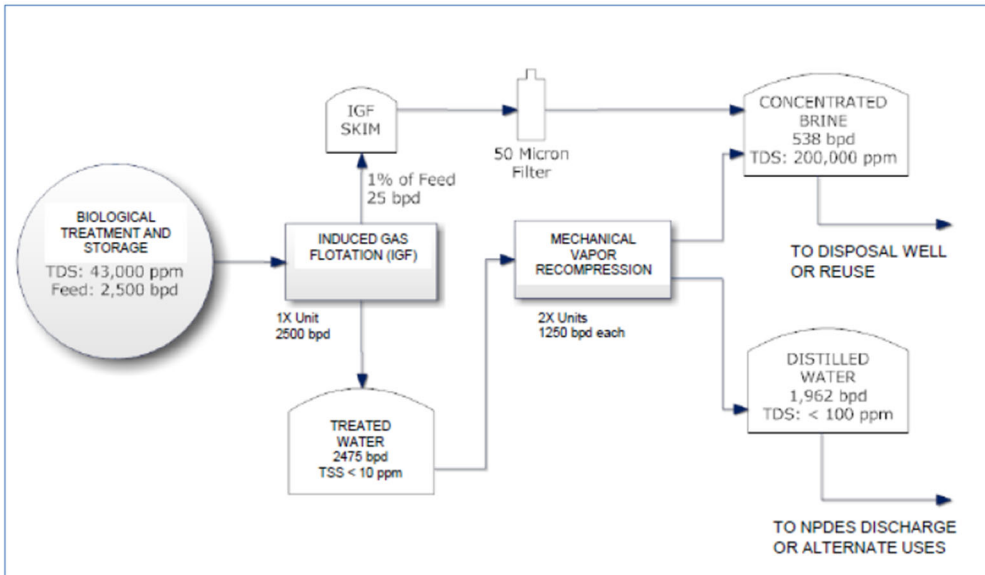 BIOLOGICAL
TREATMENT AND
STORAGE
TDS: 43,000 ppm
Feed: 2,500 bpd
IGF
SKIM
1% of Feed
25 bpd
INDUCED GAS
FLOTATION (IGF)
1X Unit
2500 bpd
TREATED
WATER
2475 bpd
TSS < 10 ppm
50 Micron
Filter
MECHANICAL
VAPOR
RECOMPRESSION
2X Units
1250 bpd each
CONCENTRATED
BRINE
538 bpd
TDS: 200,000 ppm
TO DISPOSAL WELL
OR REUSE
DISTILLED
WATER
1,962 bpd
TDS: < 100 ppm
TO NPDES DISCHARGE
OR ALTERNATE USES